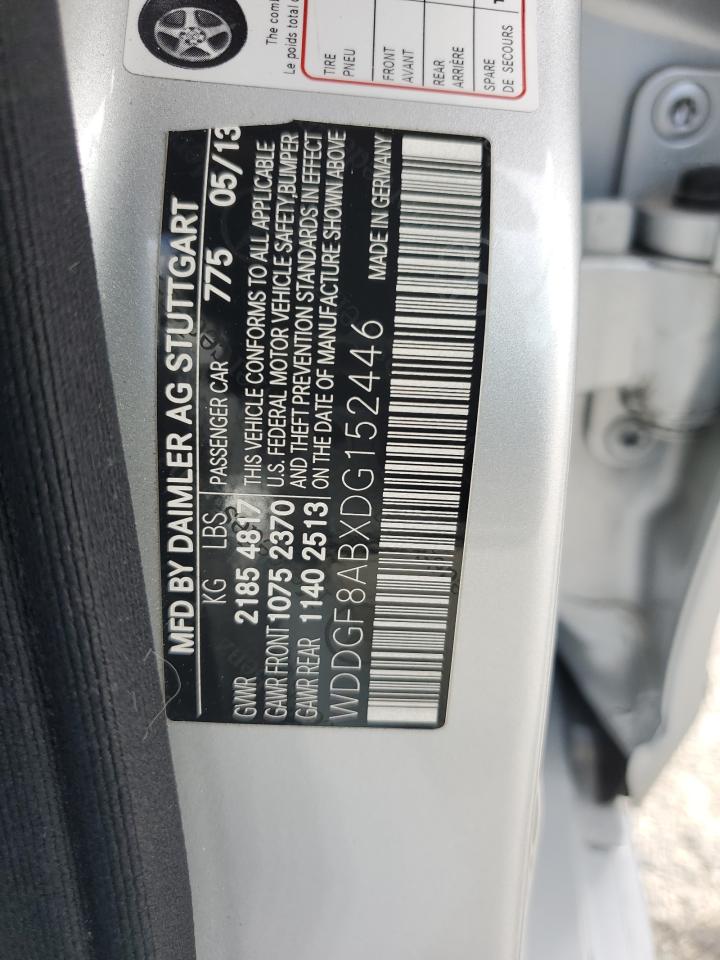 The com
Le poids total
TIRE
PNEU
FRONT
AVANT
REAR
ARRIÈRE
SPARE
DE SECOURS
MFD BY DAIMLER AG STUTTGART
KG LBS PASSENGER CAR 775 05/13
GVWR 2185 4817
GAWR FRONT 1075 2370
GAWR REAR 1140 2513
THIS VEHICLE CONFORMS TO ALL APPLICABLE
U.S. FEDERAL MOTOR VEHICLE SAFETY,BUMPER
AND THEFT PREVENTION STANDARDS IN EFFECT
ON THE DATE OF MANUFACTURE SHOWN ABOVE
WDDGF8ABXDG152446 MADE IN GERMANY